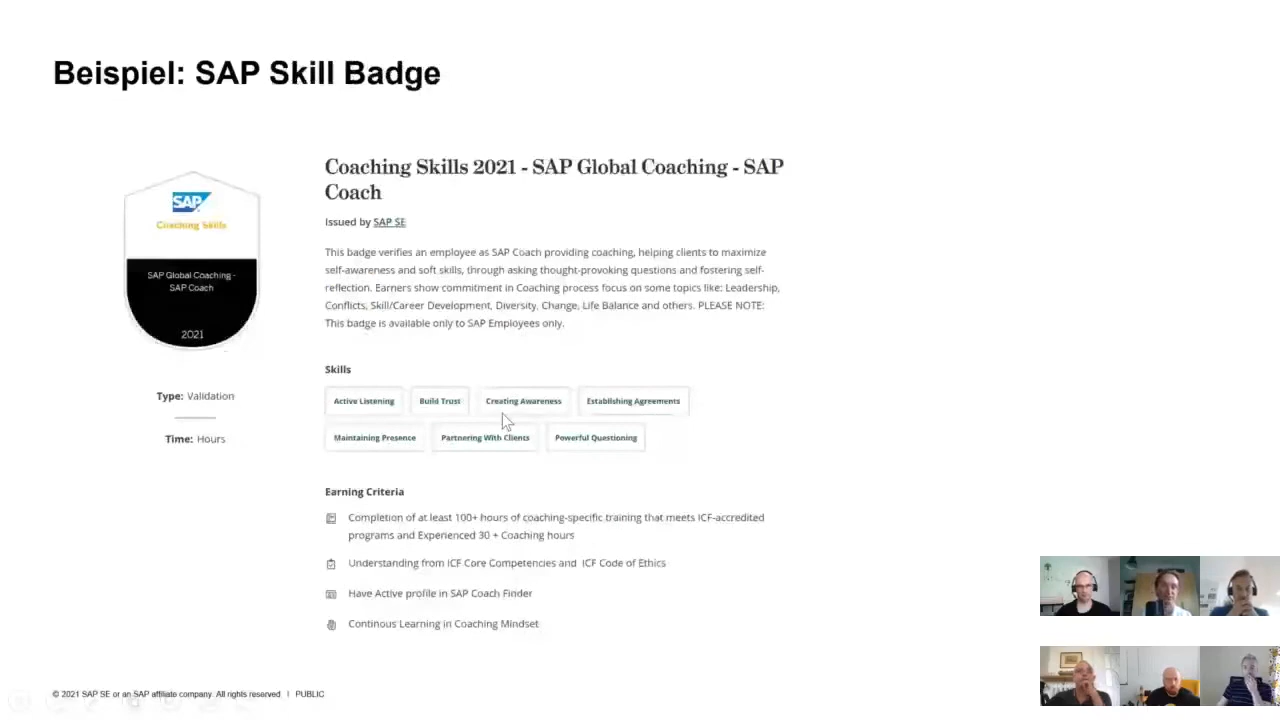 Beispiel: SAP Skill Badge
SAP
Coaching Skills
SAP Global Coaching -
SAP Coach
2021
Type: Validation
Time: Hours
Coaching Skills 2021 - SAP Global Coaching - SAP
Coach
Issued by SAP SE
This badge verifies an employee as SAP Coach providing coaching, helping clients to maximize
self-awareness and soft skills, through asking thought-provoking questions and fostering self-
reflection. Earners show commitment in Coaching process focus on some topics like: Leadership,
Conflicts, Skill/Career Development, Diversity, Change, Life Balance and others. PLEASE NOTE:
This badge is available only to SAP Employees only.
Skills
Active Listening Build Trust Creating Awareness Establishing Agreements
Maintaining Presence Partnering With Clients Powerful Questioning
Earning Criteria
Completion of at least 100+ hours of coaching-specific training that meets ICF-accredited
programs and Experienced 30 + Coaching hours
Understanding from ICF Core Competencies and ICF Code of Ethics
Have Active profile in SAP Coach Finder
Continous Learning in Coaching Mindset
© 2021 SAP SE or an SAP affiliate company. All rights reserved | PUBLIC